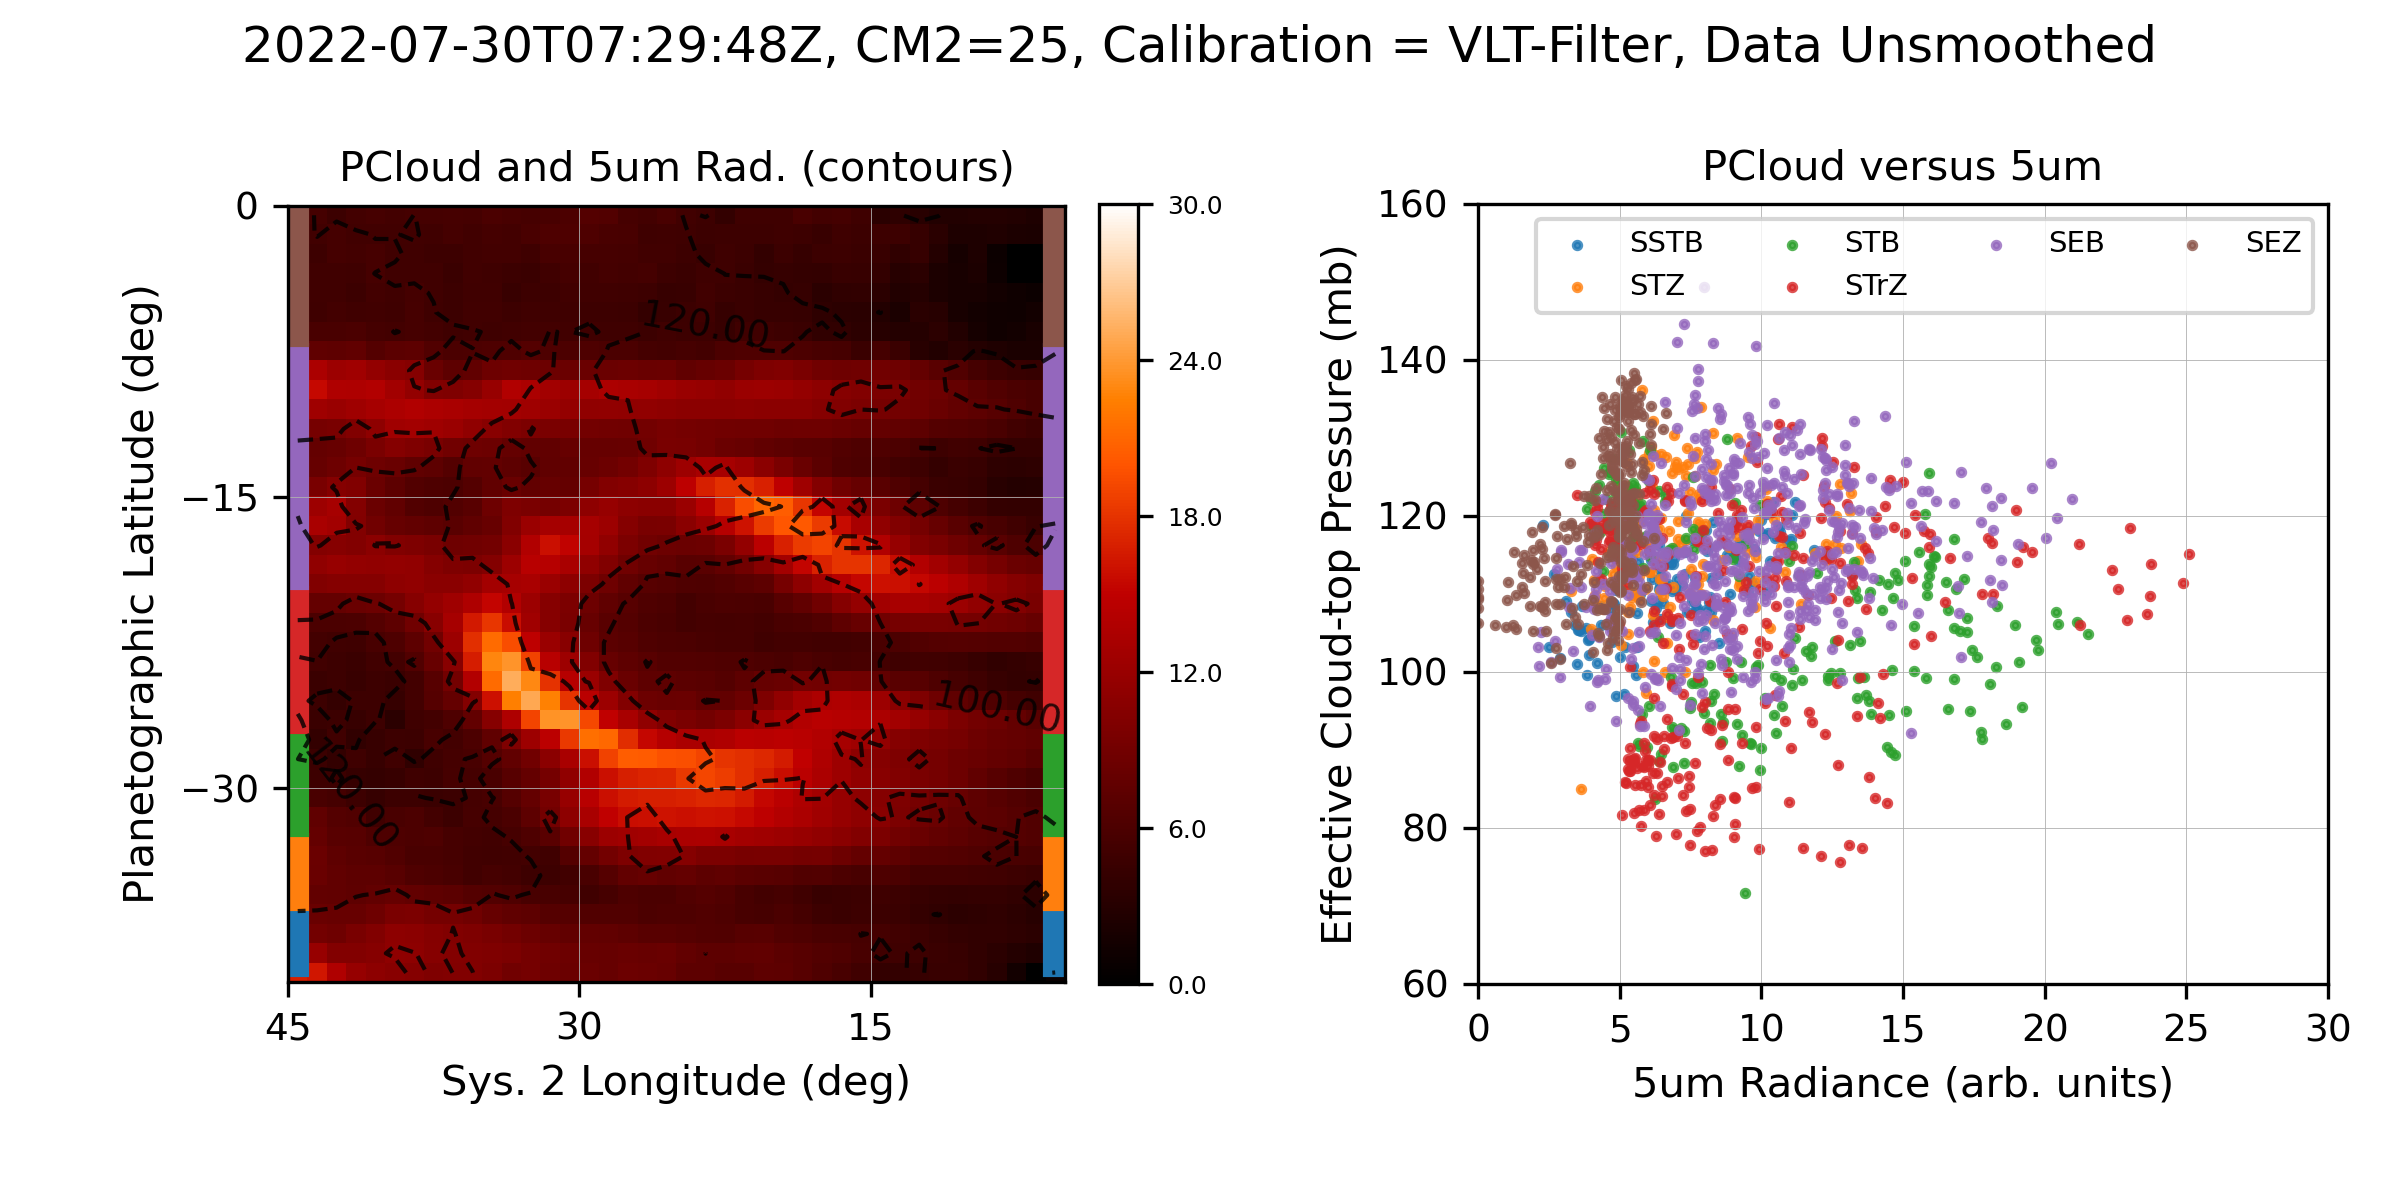 2022-07-30T07:29:48Z, CM2=25, Calibration = VLT-Filter, Data Unsmoothed
PCloud and 5um Rad. (contours)
Planetographic Latitude (deg)
0
−15
−30
120.00
100.00
120.00
45
30
15
Sys. 2 Longitude (deg)
30.0
24.0
18.0
12.0
6.0
0.0
PCloud versus 5um
Effective Cloud-top Pressure (mb)
160
140
120
100
80
60
SSTB
STZ
STB
STrZ
SEB
SEZ
0
5
10
15
20
25
30
5um Radiance (arb. units)